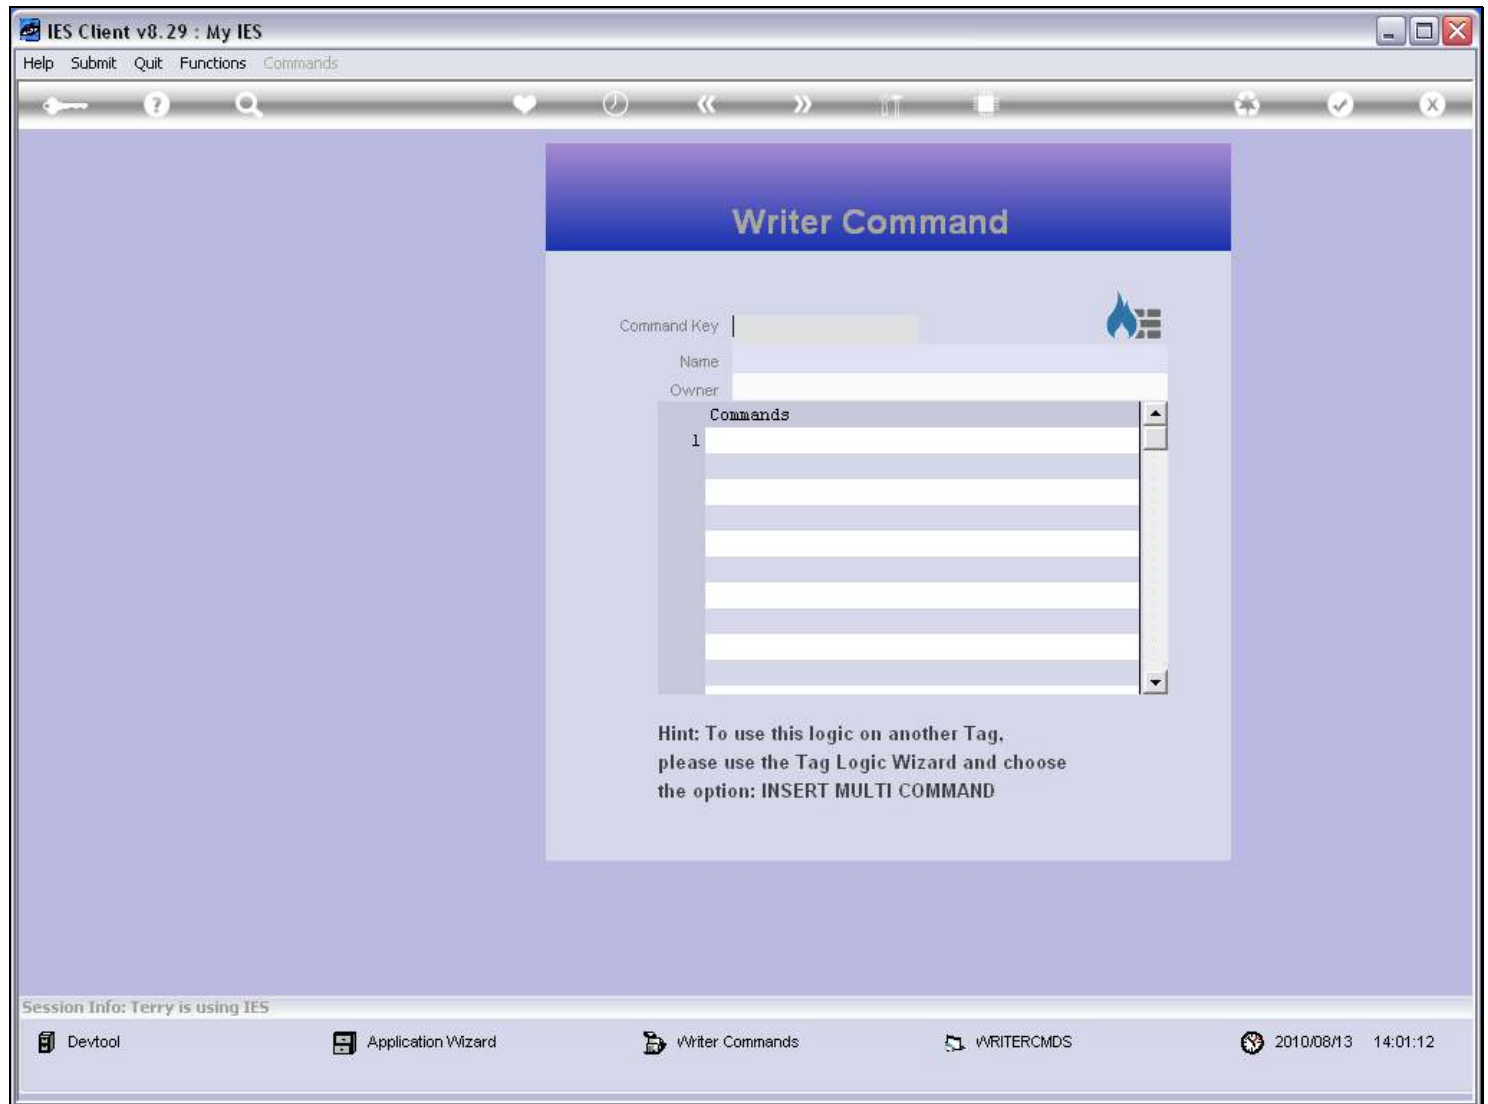 IES Client v8.29 : My IES
Help Submit Quit Functions Commands
Writer Command
Command Key
Name
Owner
Commands
1
Hint: To use this logic on another Tag,
please use the Tag Logic Wizard and choose
the option: INSERT MULTI COMMAND
Session Info: Terry is using IES
Devtool Application Wizard Writer Commands WRITERCMDS 2010/08/13 14:01:12